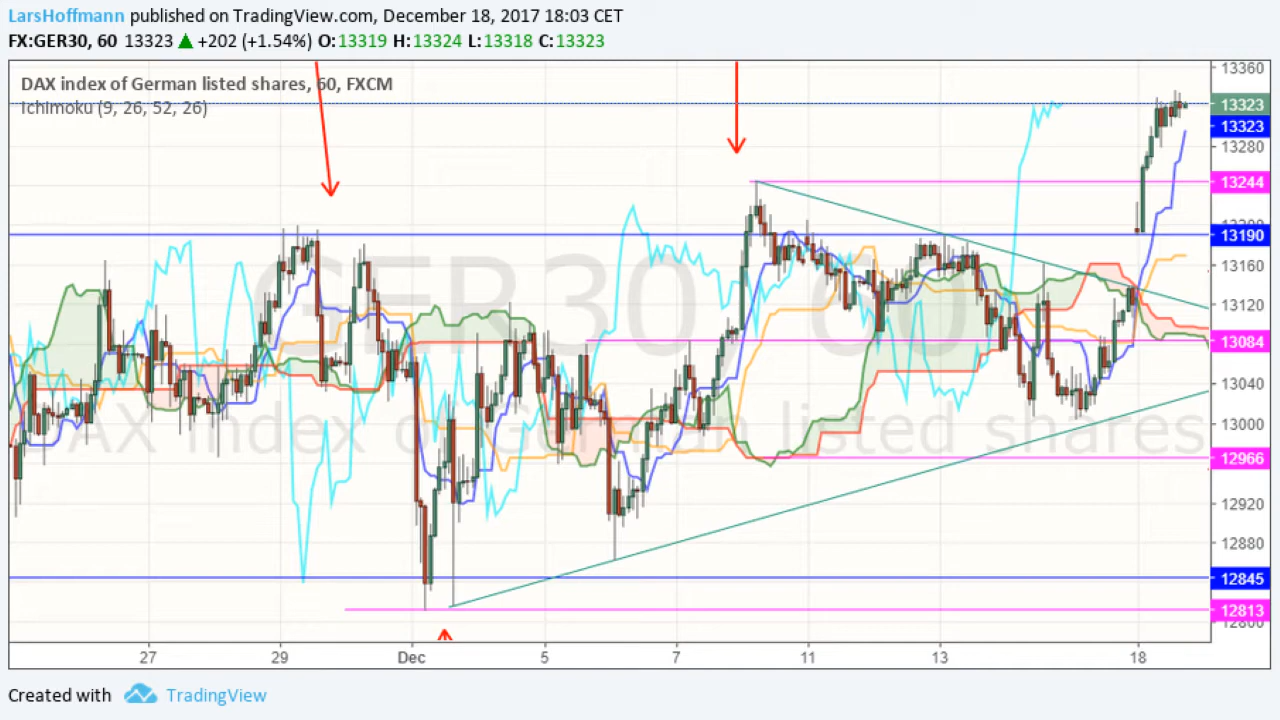 LarsHoffmann published on TradingView.com, December 18, 2017 18:03 CET
FX:GER30, 60 13323 ▲ +202 (+1.54%) O:13319 H:13324 L:13318 C:13323
DAX index of German listed shares, 60, FXCM
Ichimoku (9, 26, 52, 26)
GER30, 60
DAX index of German listed shares
13360
13323
13323
13280
13244
13200
13190
13160
13120
13084
13040
13000
12966
12920
12880
12845
12813
12800
27 29 Dec 5 7 11 13 18
Created with TradingView